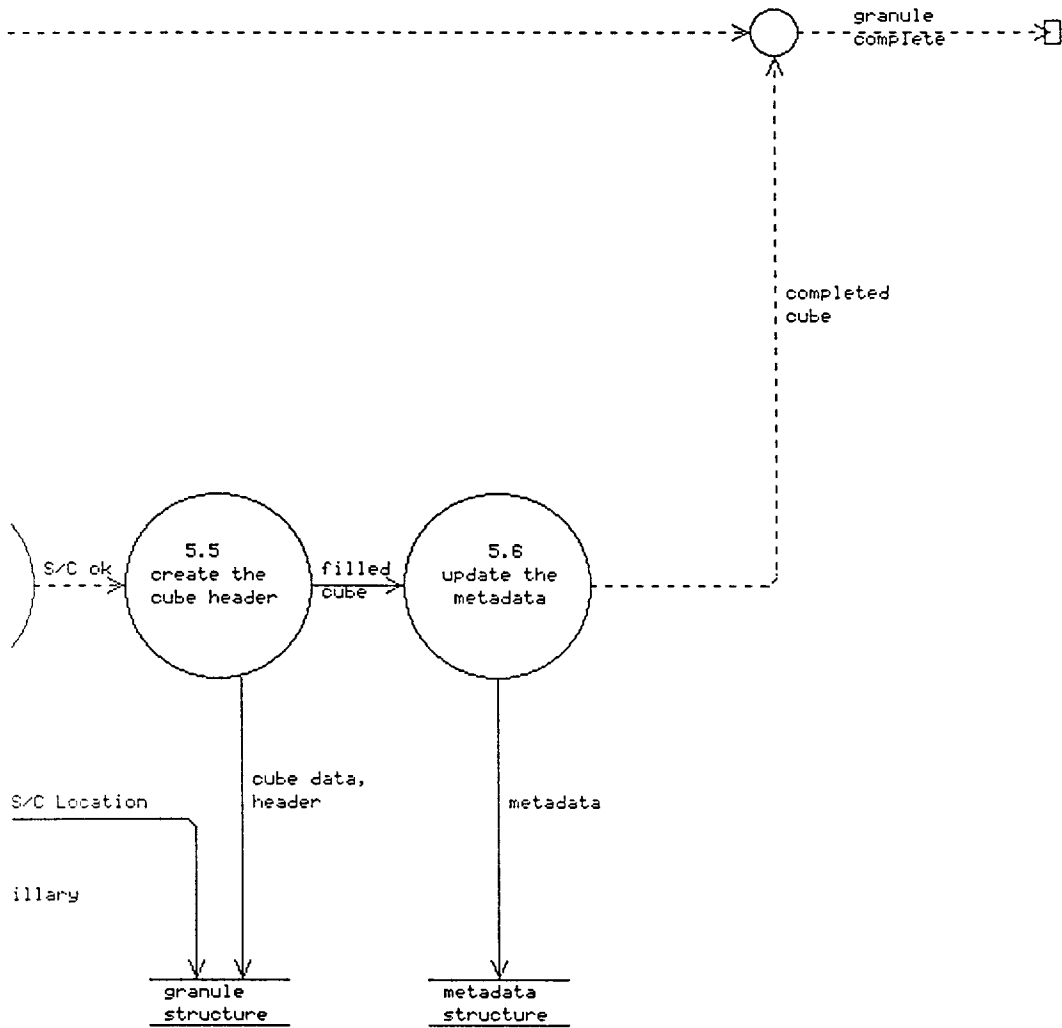 granule
complete
completed
cube
S/C ok
5.5
create the
cube header
filled
cube
5.6
update the
metadata
cube data,
header
S/C Location
metadata
illary
granule
structure
metadata
structure